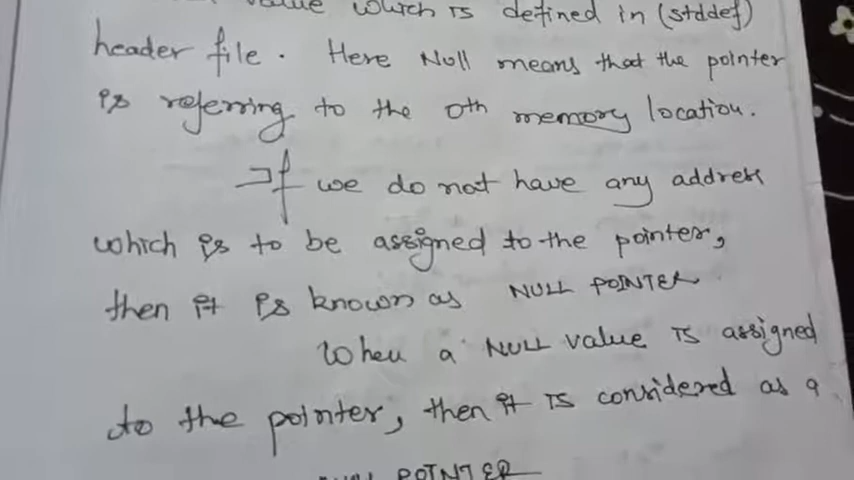 value which is defined in (stddef)
header file. Here Null means that the pointer
is referring to the 0th memory location.
If we do not have any address
which is to be assigned to the pointer,
then it is known as NULL POINTER
When a NULL value is assigned
to the pointer, then it is considered as a
NULL POINTER